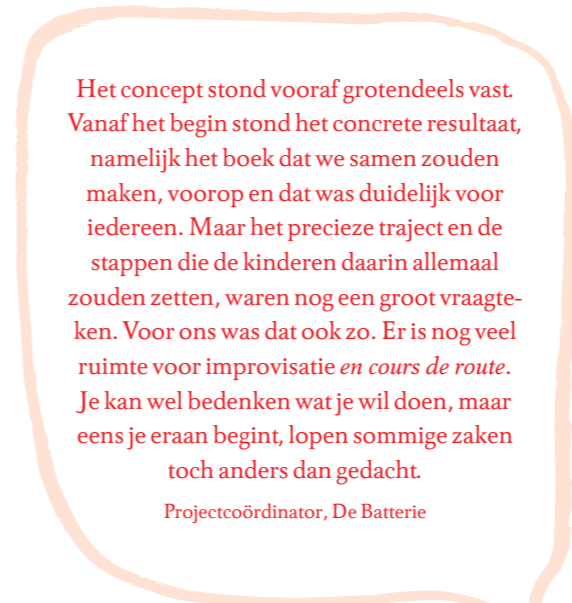 Het concept stond vooraf grotendeels vast.
Vanaf het begin stond het concrete resultaat,
namelijk het boek dat we samen zouden
maken, voorop en dat was duidelijk voor
iedereen. Maar het precieze traject en de
stappen die de kinderen daarin allemaal
zouden zetten, waren nog een groot vraagte-
ken. Voor ons was dat ook zo. Er is nog veel
ruimte voor improvisatie en cours de route.
Je kan wel bedenken wat je wil doen, maar
eens je eraan begint, lopen sommige zaken
toch anders dan gedacht.
Projectcoördinator, De Batterie